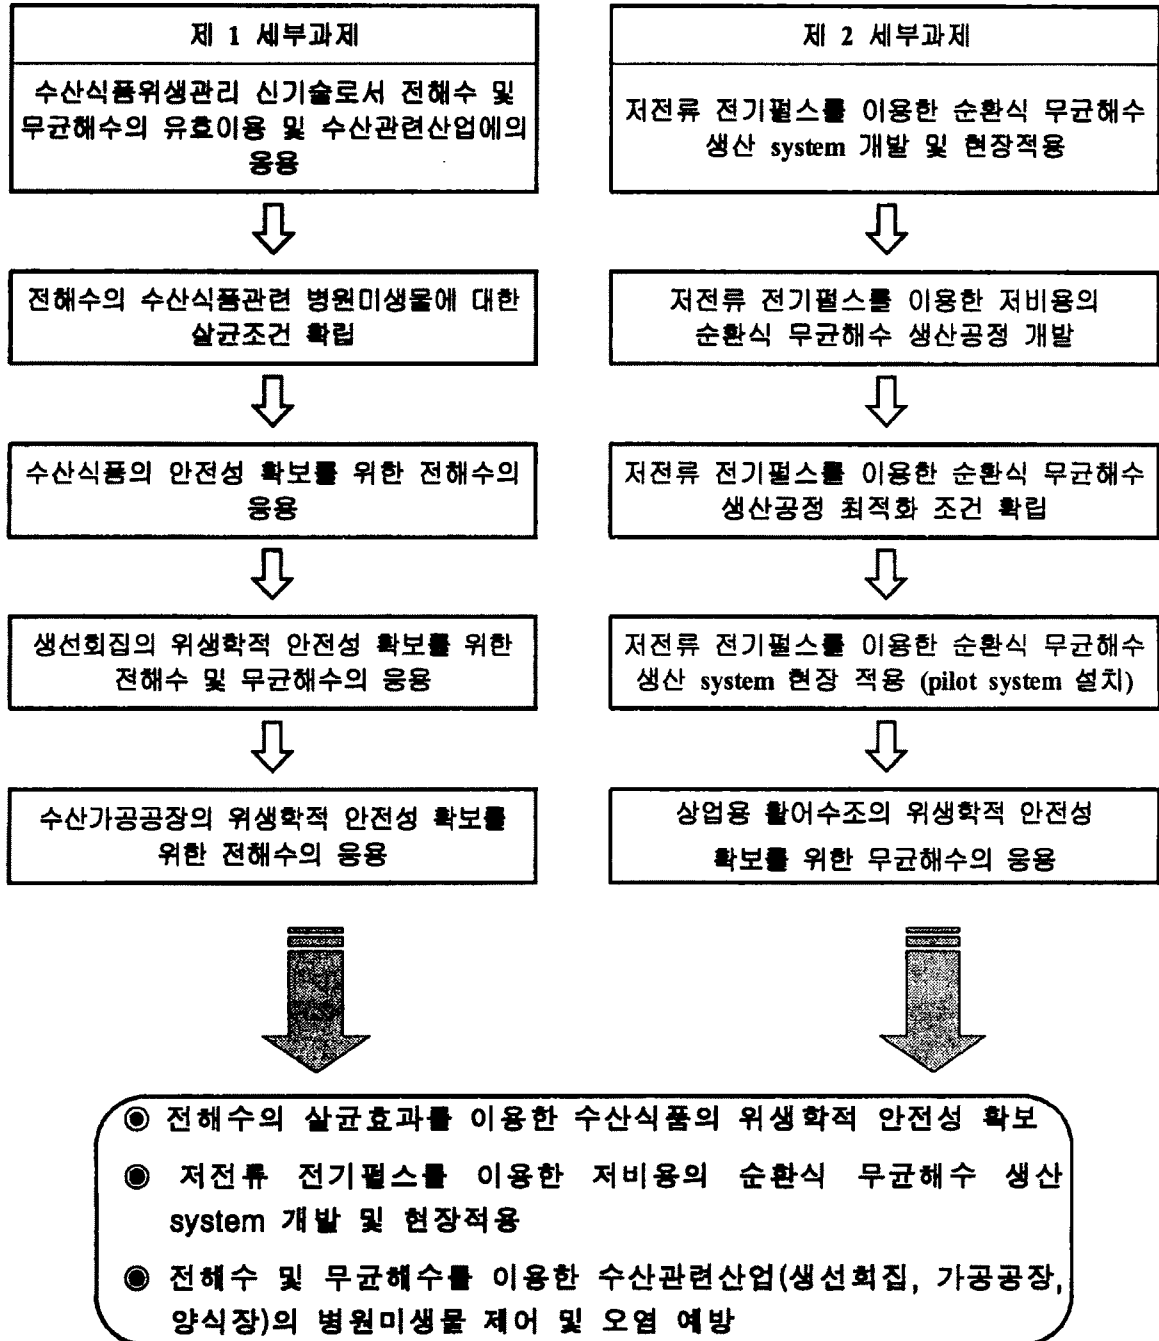 제 1 세부과제
수산식품위생관리 신기술로서 전해수 및
무균해수의 유효이용 및 수산관련산업에의
응용
전해수의 수산식품관련 병원미생물에 대한
살균조건 확립
수산식품의 안전성 확보를 위한 전해수의
응용
생선회집의 위생학적 안전성 확보를 위한
전해수 및 무균해수의 응용
수산가공공장의 위생학적 안전성 확보를
위한 전해수의 응용
제 2 세부과제
저전류 전기펄스를 이용한 순환식 무균해수
생산 system 개발 및 현장적용
저전류 전기펄스를 이용한 저비용의
순환식 무균해수 생산공정 개발
저전류 전기펄스를 이용한 순환식 무균해수
생산공정 최적화 조건 확립
저전류 전기펄스를 이용한 순환식 무균해수
생산 system 현장 적용 (pilot system 설치)
상업용 활어수조의 위생학적 안전성
확보를 위한 무균해수의 응용
◉ 전해수의 살균효과를 이용한 수산식품의 위생학적 안전성 확보
◉ 저전류 전기펄스를 이용한 저비용의 순환식 무균해수 생산
system 개발 및 현장적용
◉ 전해수 및 무균해수를 이용한 수산관련산업(생선회집, 가공공장,
양식장)의 병원미생물 제어 및 오염 예방